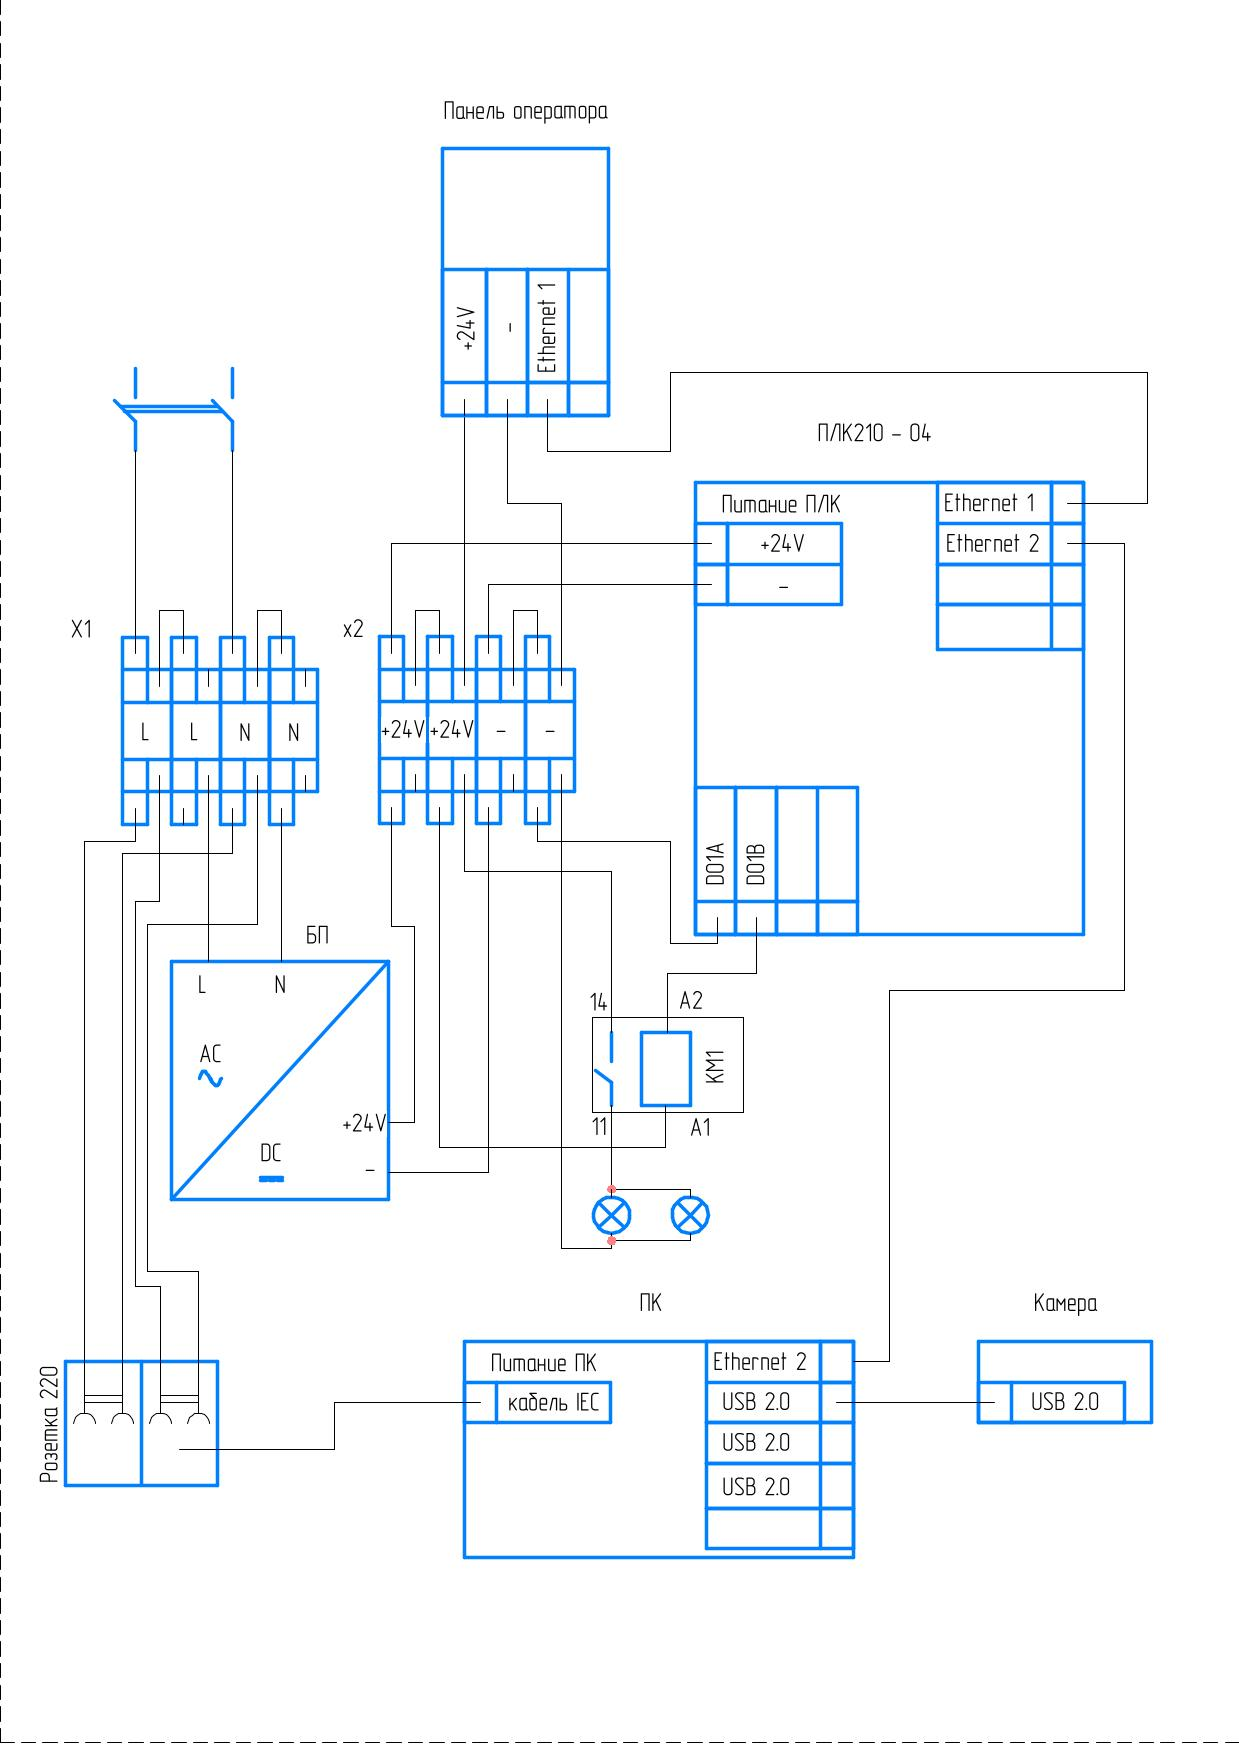 Панель оператора
+24V
-
Ethernet 1
ПЛК210 - 04
Питание ПЛК
+24V
-
Ethernet 1
Ethernet 2
X1
L
L
N
N
x2
+24V
+24V
-
-
DO1A
DO1B
БП
L
N
AC
DC
+24V
-
14
A2
KM1
11
A1
ПК
Камера
Розетка 220
Питание ПК
кабель IEC
Ethernet 2
USB 2.0
USB 2.0
USB 2.0
USB 2.0